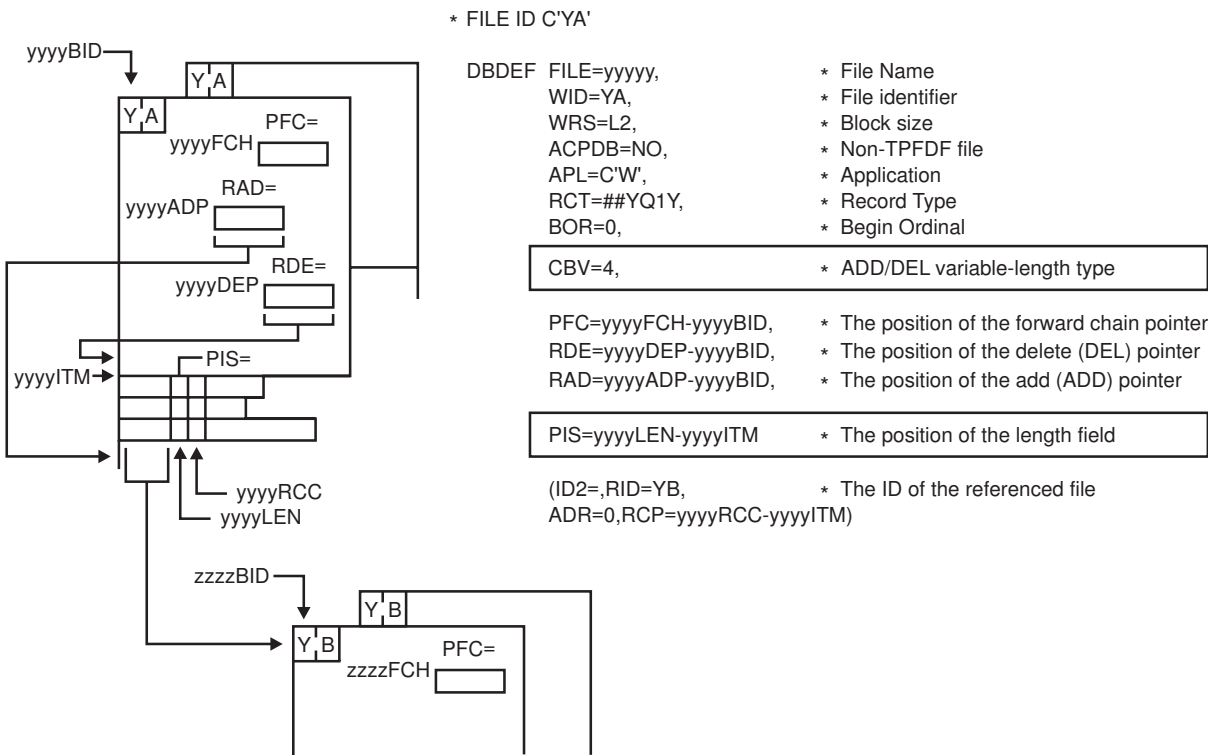 * FILE ID C'YA'
yyyyBID
Y A
Y A
PFC=
yyyyFCH
RAD=
yyyyADP
RDE=
yyyyDEP
PIS=
yyyyITM
yyyyRCC
yyyyLEN
DBDEF FILE=yyyyy, * File Name
WID=YA, * File identifier
WRS=L2, * Block size
ACPDB=NO, * Non-TPFDF file
APL=C'W', * Application
RCT=##YQ1Y, * Record Type
BOR=0, * Begin Ordinal
CBV=4, * ADD/DEL variable-length type
PFC=yyyyFCH-yyyyBID, * The position of the forward chain pointer
RDE=yyyyDEP-yyyyBID, * The position of the delete (DEL) pointer
RAD=yyyyADP-yyyyBID, * The position of the add (ADD) pointer
PIS=yyyyLEN-yyyyITM * The position of the length field
(ID2=,RID=YB, * The ID of the referenced file
ADR=0,RCP=yyyyRCC-yyyyITM)
zzzzBID
Y B
Y B
PFC=
zzzzFCH